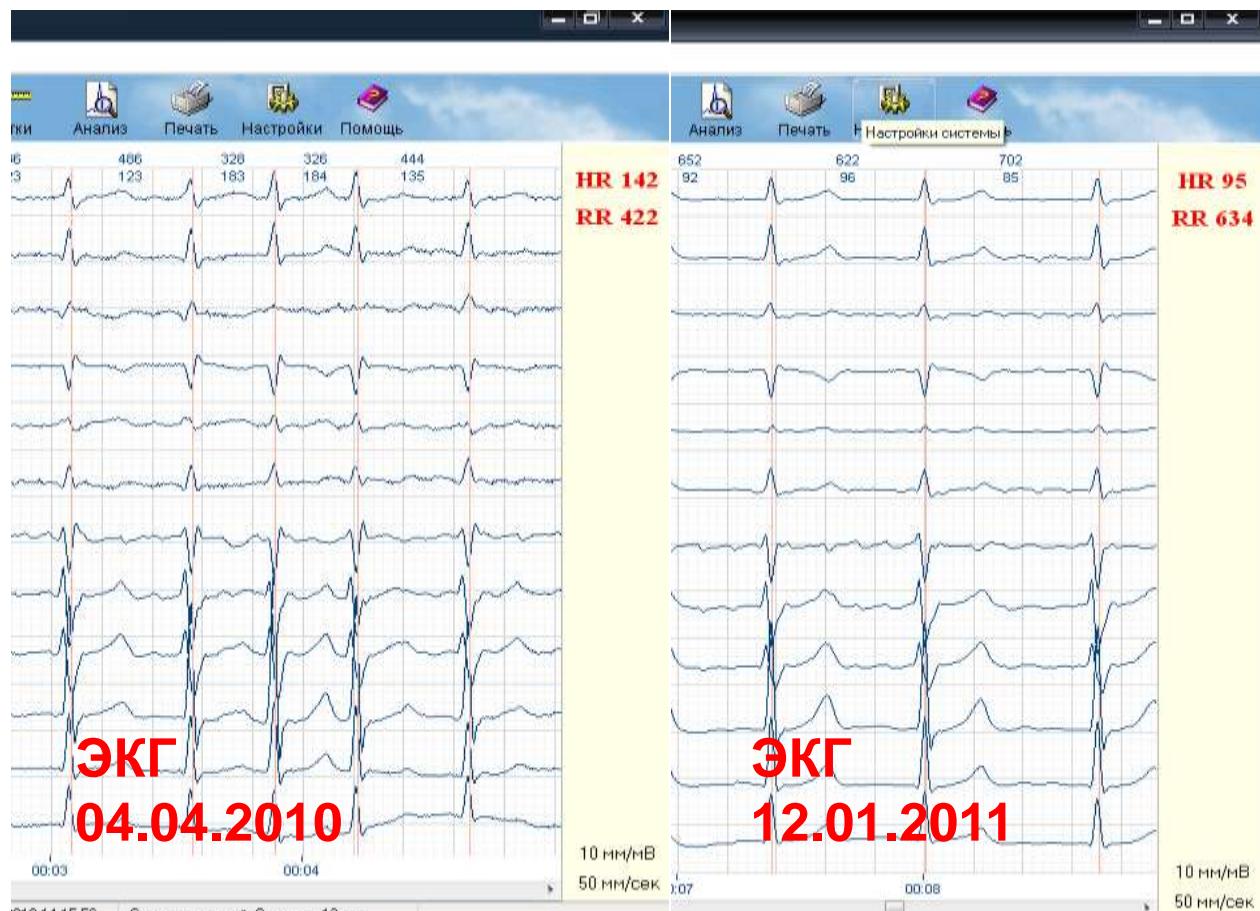 Анализ Печать Настройки Помощь
486 328 326 444
123 183 184 135
HR 142
RR 422
ЭКГ
04.04.2010
00:03 00:04
10 мм/мВ
50 мм/сек
Анализ Печать
Настройки системы
652 622 702
92 96 85
HR 95
RR 634
ЭКГ
12.01.2011
00:08
10 мм/мВ
50 мм/сек